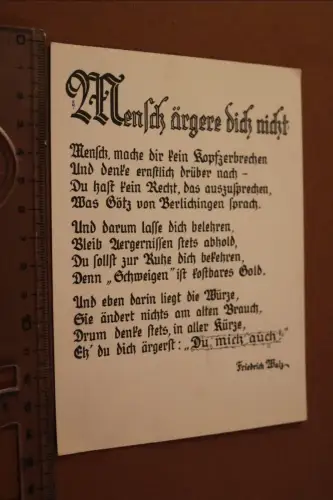 Mensch ärgere dich nicht
Mensch, mache dir kein Kopfzerbrechen
Und denke ernstlich drüber nach –
Du hast kein Recht, das auszusprechen,
Was Götz von Berlichingen sprach.
Und darum lasse dich belehren,
Bleib Aergernissen stets abhold,
Du sollst zur Ruhe dich bekehren,
Denn „Schweigen" ist kostbares Gold.
Und eben darin liegt die Würze,
Sie ändert nichts am alten Brauch,
Drum denke stets, in aller Kürze,
Eh' du dich ärgerst: „Du mich auch!"
Friedrich Walz